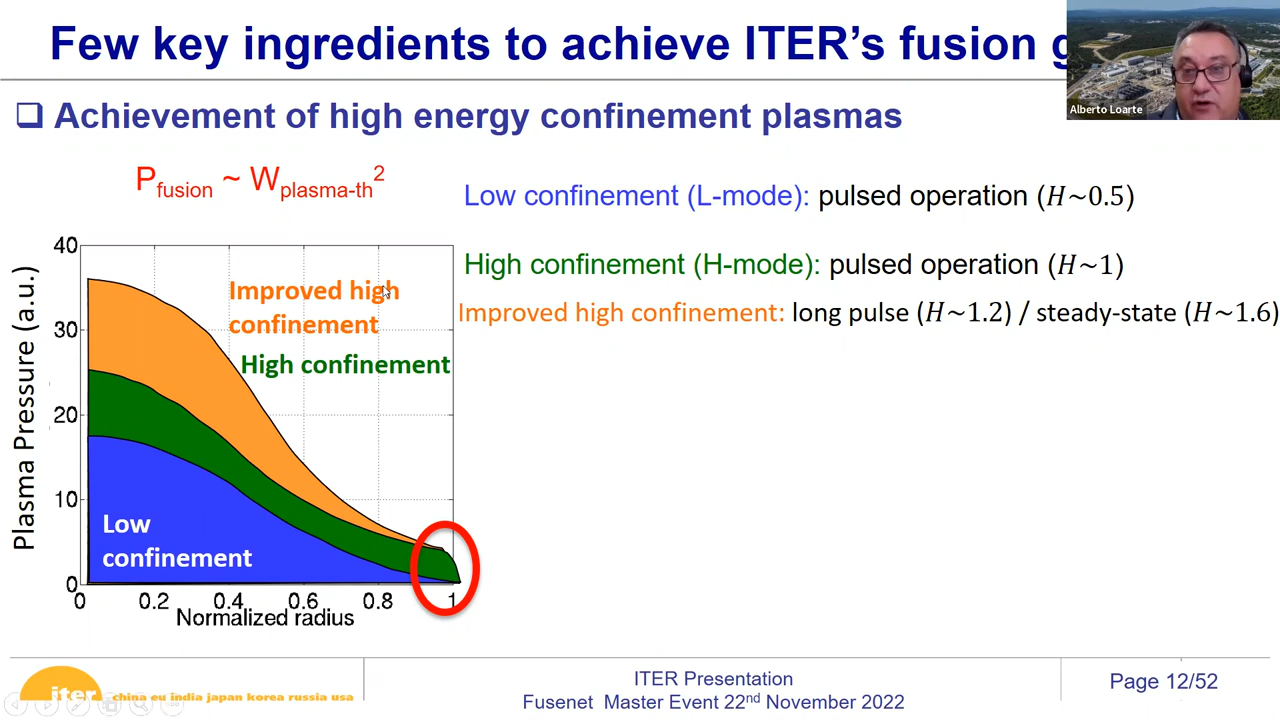 Few key ingredients to achieve ITER's fusion g
Alberto Loarte
❑ Achievement of high energy confinement plasmas
P_fusion ~ W_plasma-th^2
Low confinement (L-mode): pulsed operation (H~0.5)
High confinement (H-mode): pulsed operation (H~1)
Improved high confinement: long pulse (H~1.2) / steady-state (H~1.6)
Plasma Pressure (a.u.)
40
30
20
10
0
Improved high
confinement
High confinement
Low
confinement
0 0.2 0.4 0.6 0.8 1
Normalized radius
iter china eu india japan korea russia usa
ITER Presentation
Fusenet Master Event 22nd November 2022
Page 12/52